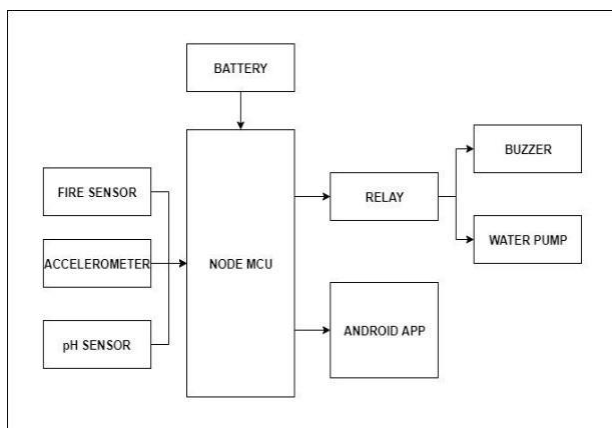 BATTERY
BUZZER
FIRE SENSOR
RELAY
ACCELEROMETER
NODE MCU
WATER PUMP
pH SENSOR
ANDROID APP